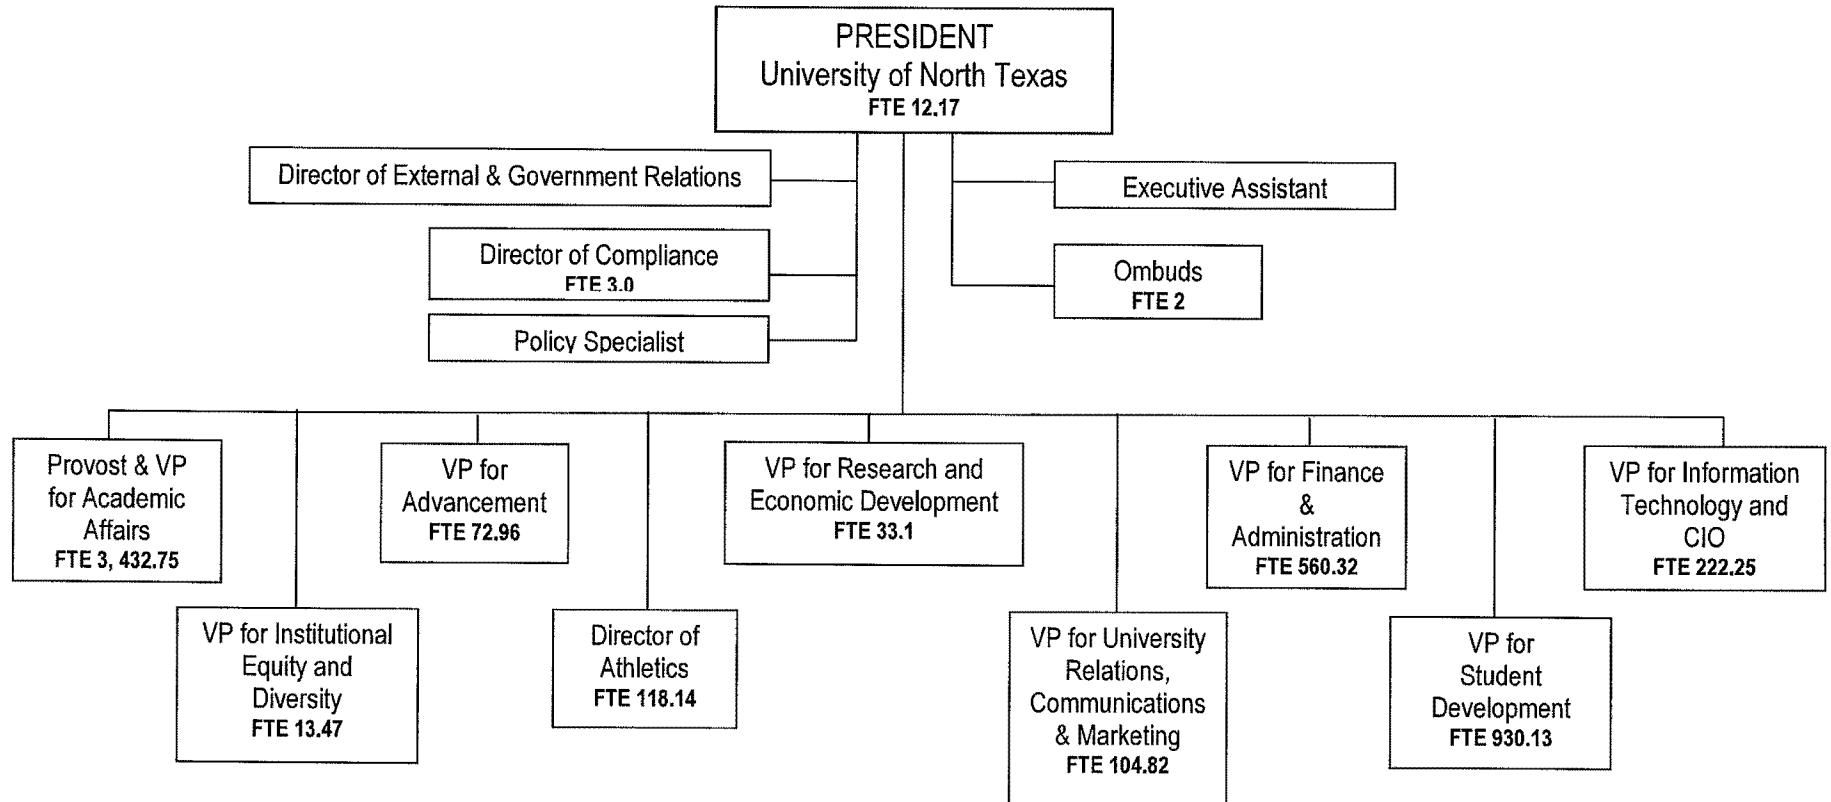 PRESIDENT
University of North Texas
FTE 12.17
Director of External & Government Relations
Executive Assistant
Director of Compliance
FTE 3.0
Ombuds
FTE 2
Policy Specialist
Provost & VP
for Academic
Affairs
FTE 3, 432.75
VP for
Advancement
FTE 72.96
VP for Research and
Economic Development
FTE 33.1
VP for Finance
&
Administration
FTE 560.32
VP for Information
Technology and
CIO
FTE 222.25
VP for Institutional
Equity and
Diversity
FTE 13.47
Director of
Athletics
FTE 118.14
VP for University
Relations,
Communications
& Marketing
FTE 104.82
VP for
Student
Development
FTE 930.13